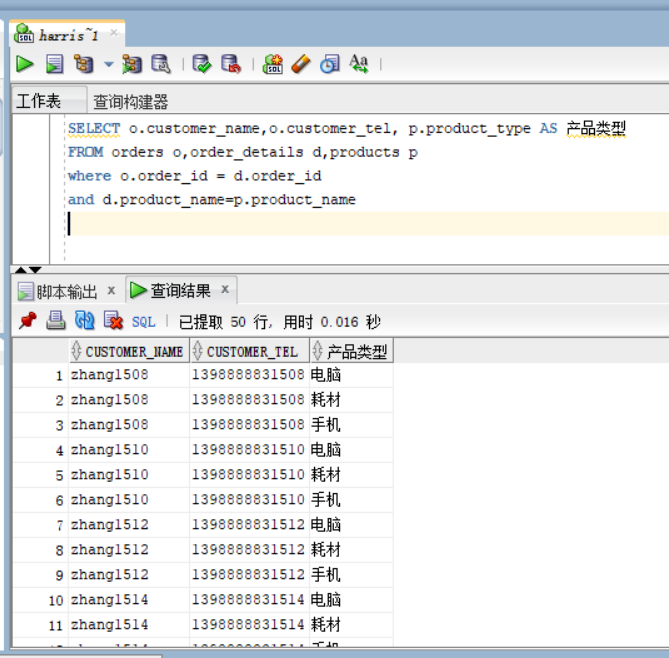 harris~1
工作表 查询构建器
SELECT o.customer_name,o.customer_tel, p.product_type AS 产品类型
FROM orders o,order_details d,products p
where o.order_id = d.order_id
and d.product_name=p.product_name
脚本输出 x 查询结果 x
SQL | 已提取 50 行, 用时 0.016 秒
CUSTOMER_NAME CUSTOMER_TEL 产品类型
1 zhang1508 1398888831508 电脑
2 zhang1508 1398888831508 耗材
3 zhang1508 1398888831508 手机
4 zhang1510 1398888831510 电脑
5 zhang1510 1398888831510 耗材
6 zhang1510 1398888831510 手机
7 zhang1512 1398888831512 电脑
8 zhang1512 1398888831512 耗材
9 zhang1512 1398888831512 手机
10 zhang1514 1398888831514 电脑
11 zhang1514 1398888831514 耗材